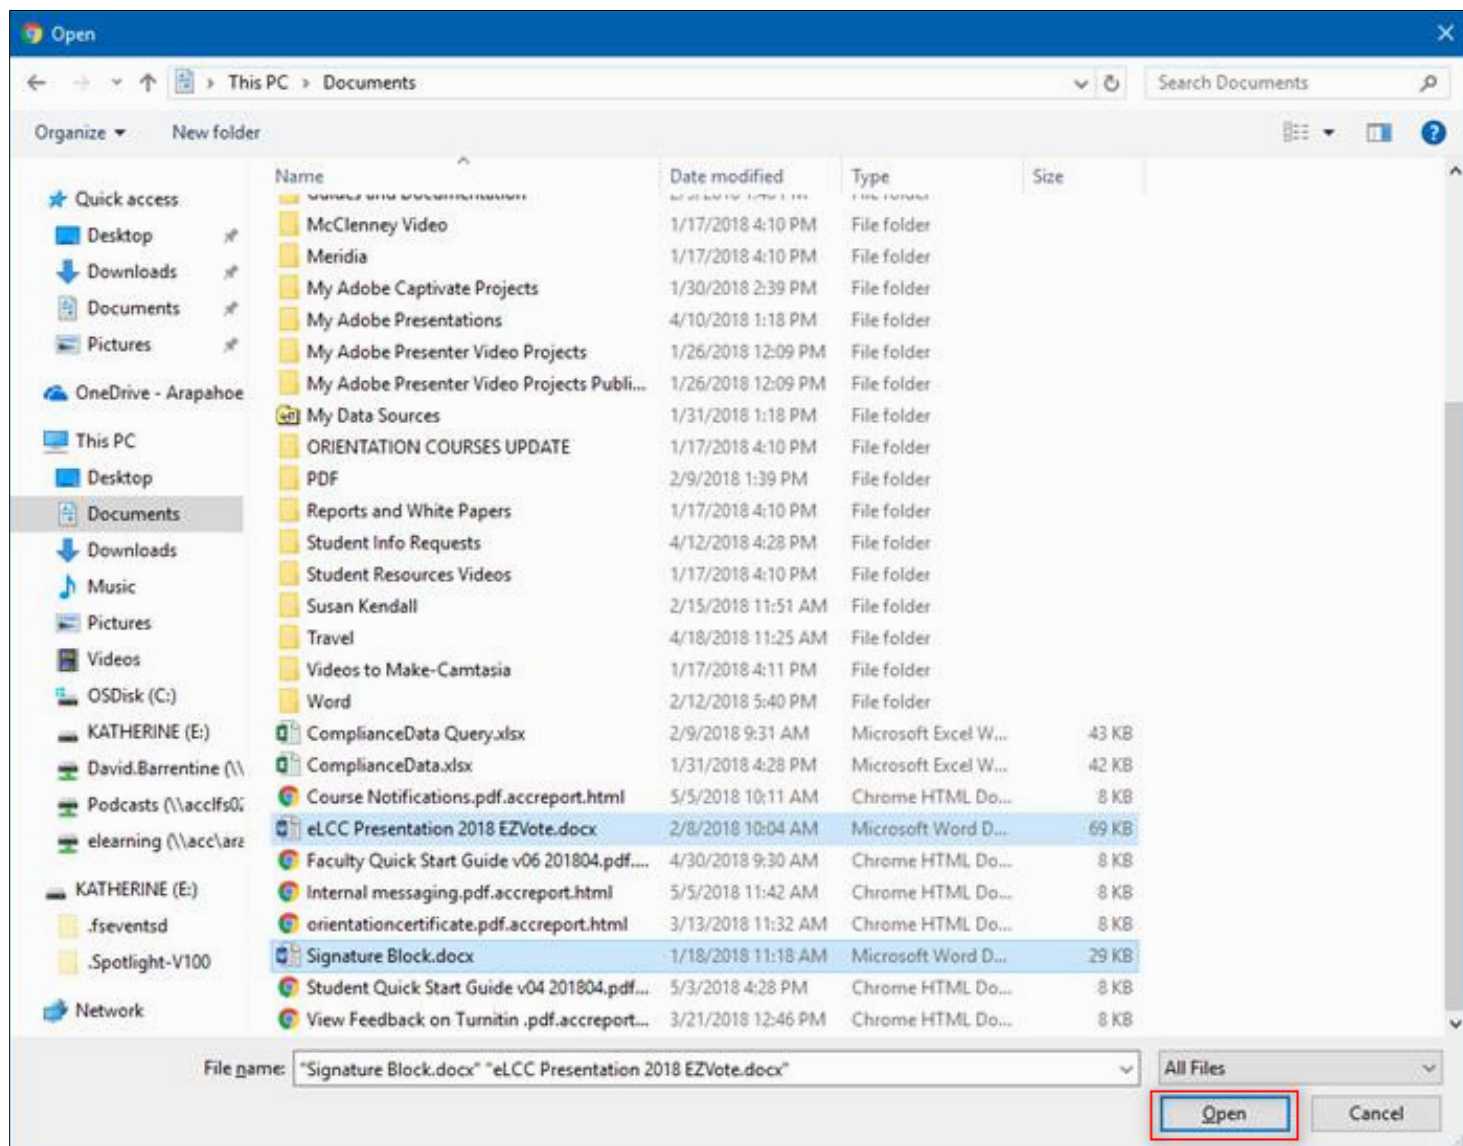 Open
This PC > Documents
Search Documents
Organize
New folder
Name Date modified Type Size
Quick access
Desktop
Downloads
Documents
Pictures
OneDrive - Arapahoe
This PC
Desktop
Documents
Downloads
Music
Pictures
Videos
OSDisk (C:)
KATHERINE (E:)
David.Barrentine (\\
Podcasts (\\acclfs02
elearning (\\acc\ara
KATHERINE (E:)
.fseventsd
.Spotlight-V100
Network
Guides and Documentation
McClenney Video 1/17/2018 4:10 PM File folder
Meridia 1/17/2018 4:10 PM File folder
My Adobe Captivate Projects 1/30/2018 2:39 PM File folder
My Adobe Presentations 4/10/2018 1:18 PM File folder
My Adobe Presenter Video Projects 1/26/2018 12:09 PM File folder
My Adobe Presenter Video Projects Publi... 1/26/2018 12:09 PM File folder
My Data Sources 1/31/2018 1:18 PM File folder
ORIENTATION COURSES UPDATE 1/17/2018 4:10 PM File folder
PDF 2/9/2018 1:39 PM File folder
Reports and White Papers 1/17/2018 4:10 PM File folder
Student Info Requests 4/12/2018 4:28 PM File folder
Student Resources Videos 1/17/2018 4:10 PM File folder
Susan Kendall 2/15/2018 11:51 AM File folder
Travel 4/18/2018 11:25 AM File folder
Videos to Make-Camtasia 1/17/2018 4:11 PM File folder
Word 2/12/2018 5:40 PM File folder
ComplianceData Query.xlsx 2/9/2018 9:31 AM Microsoft Excel W... 43 KB
ComplianceData.xlsx 1/31/2018 4:28 PM Microsoft Excel W... 42 KB
Course Notifications.pdf.accreport.html 5/5/2018 10:11 AM Chrome HTML Do... 8 KB
eLCC Presentation 2018 EZVote.docx 2/8/2018 10:04 AM Microsoft Word D... 69 KB
Faculty Quick Start Guide v06 201804.pdf.... 4/30/2018 9:30 AM Chrome HTML Do... 8 KB
Internal messaging.pdf.accreport.html 5/5/2018 11:42 AM Chrome HTML Do... 8 KB
orientationcertificate.pdf.accreport.html 3/13/2018 11:32 AM Chrome HTML Do... 8 KB
Signature Block.docx 1/18/2018 11:18 AM Microsoft Word D... 29 KB
Student Quick Start Guide v04 201804.pdf... 5/3/2018 4:28 PM Chrome HTML Do... 8 KB
View Feedback on Turnitin .pdf.accreport... 3/21/2018 12:46 PM Chrome HTML Do... 8 KB
File name: "Signature Block.docx" "eLCC Presentation 2018 EZVote.docx" All Files
Open Cancel